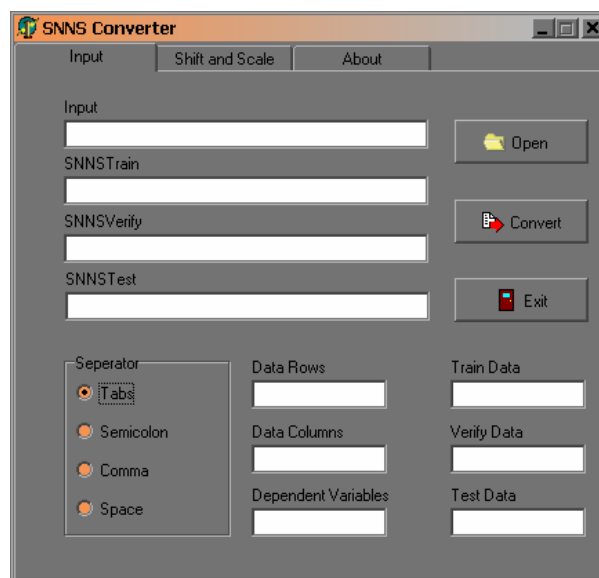 SNNS Converter
Input
Shift and Scale
About
Input
Open
SNNSTrain
SNNSVerify
Convert
SNNSTest
Exit
Seperator
Tabs
Semicolon
Comma
Space
Data Rows
Data Columns
Dependent Variables
Train Data
Verify Data
Test Data